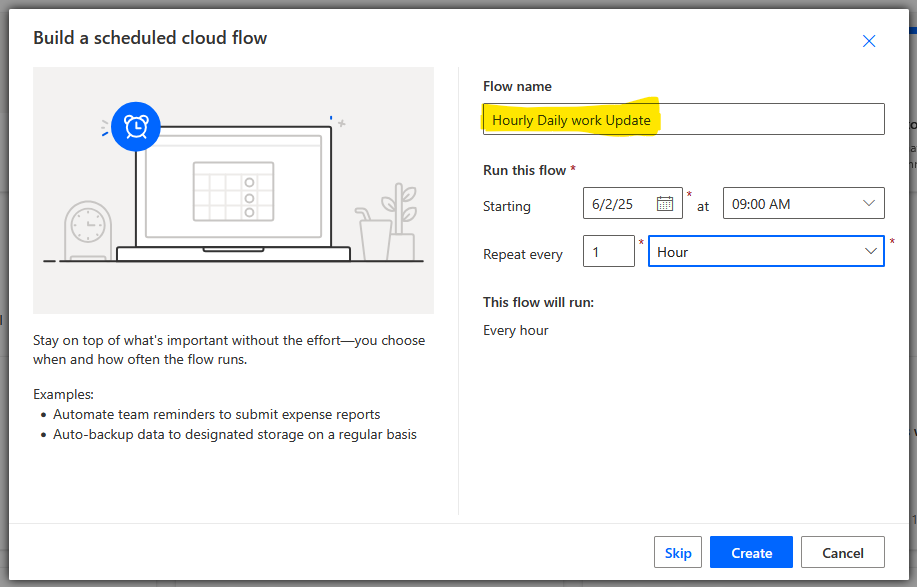 Build a scheduled cloud flow
Flow name
Hourly Daily work Update
Run this flow *
Starting 6/2/25 * at 09:00 AM
Repeat every 1 * Hour *
This flow will run:
Every hour
Stay on top of what's important without the effort—you choose
when and how often the flow runs.
Examples:
• Automate team reminders to submit expense reports
• Auto-backup data to designated storage on a regular basis
Skip Create Cancel